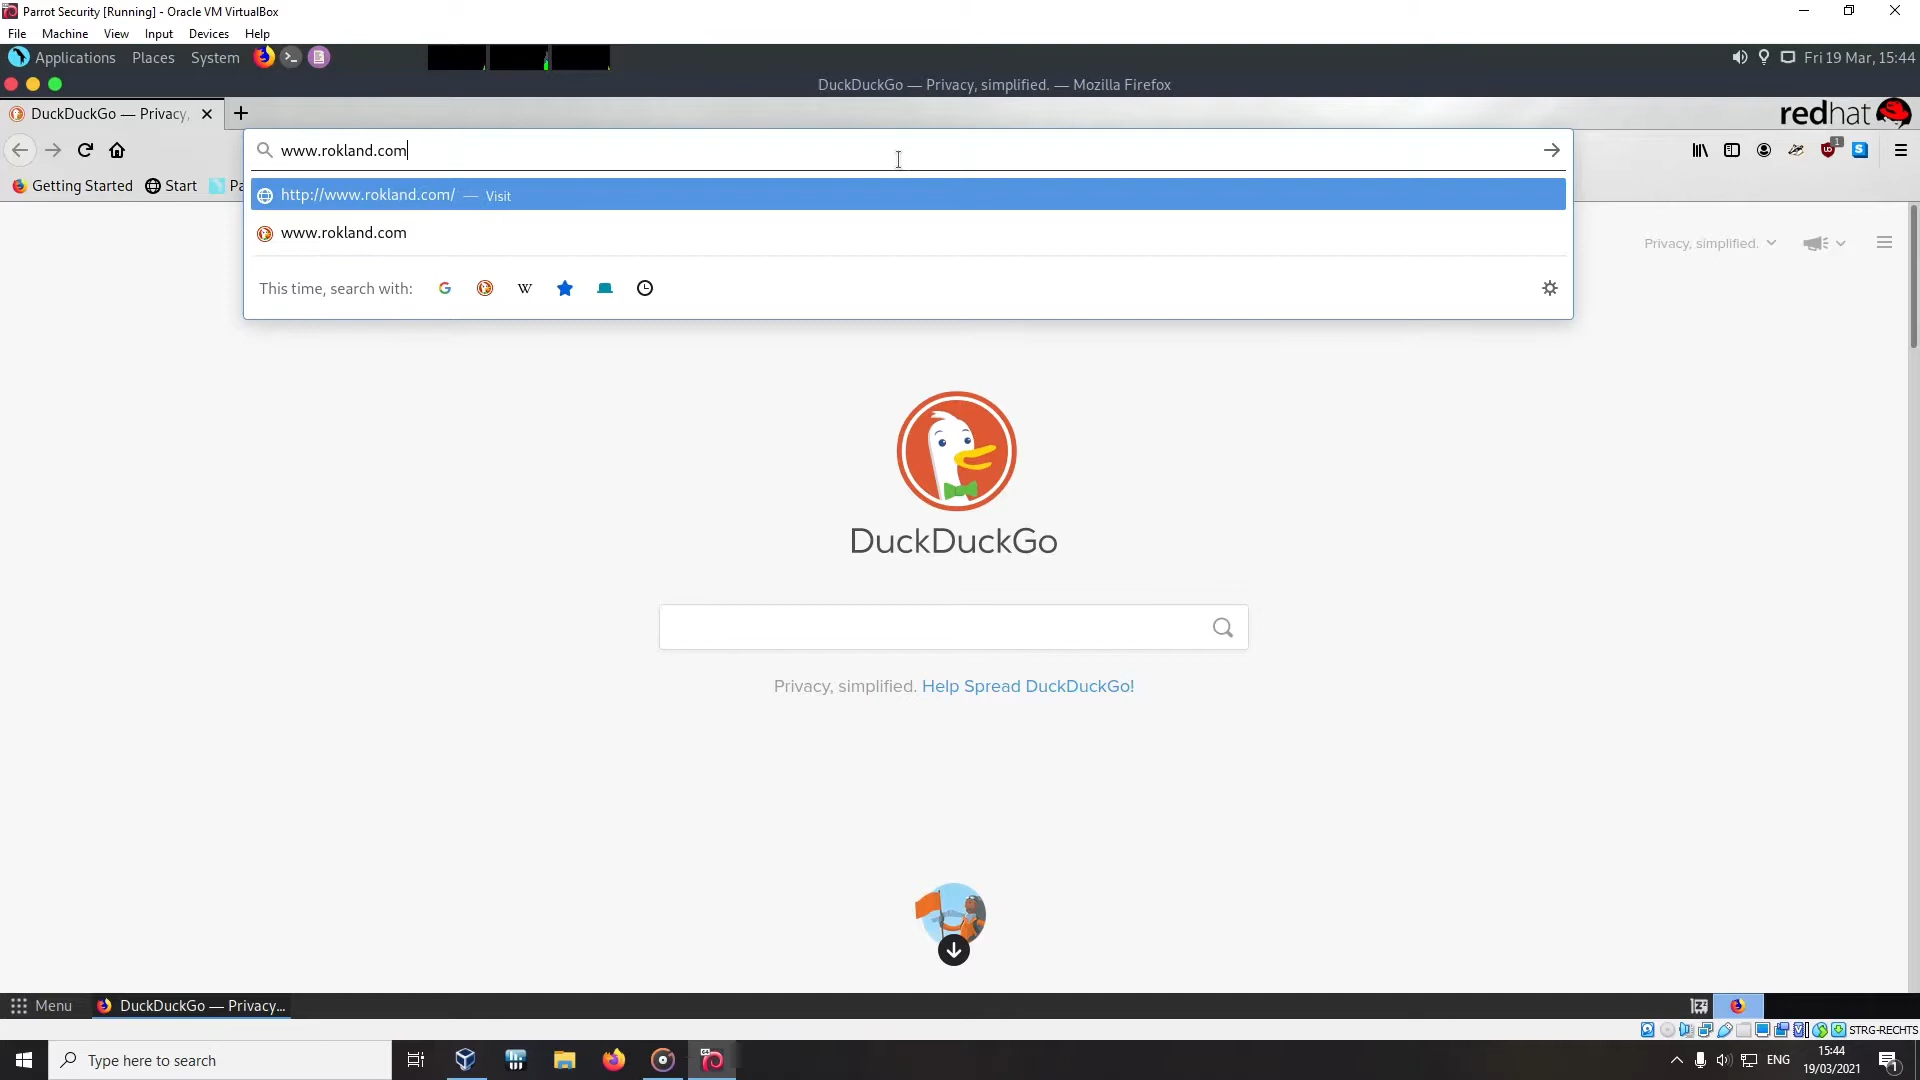 Parrot Security [Running] - Oracle VM VirtualBox
File Machine View Input Devices Help
Applications Places System
Fri 19 Mar, 15:44
DuckDuckGo — Privacy, simplified. — Mozilla Firefox
DuckDuckGo — Privacy,
redhat
www.rokland.com
Getting Started Start Pa
http://www.rokland.com/ — Visit
www.rokland.com
Privacy, simplified.
This time, search with:
DuckDuckGo
Privacy, simplified. Help Spread DuckDuckGo!
Menu DuckDuckGo — Privacy...
STRG-RECHTS
Type here to search
ENG
15:44
19/03/2021